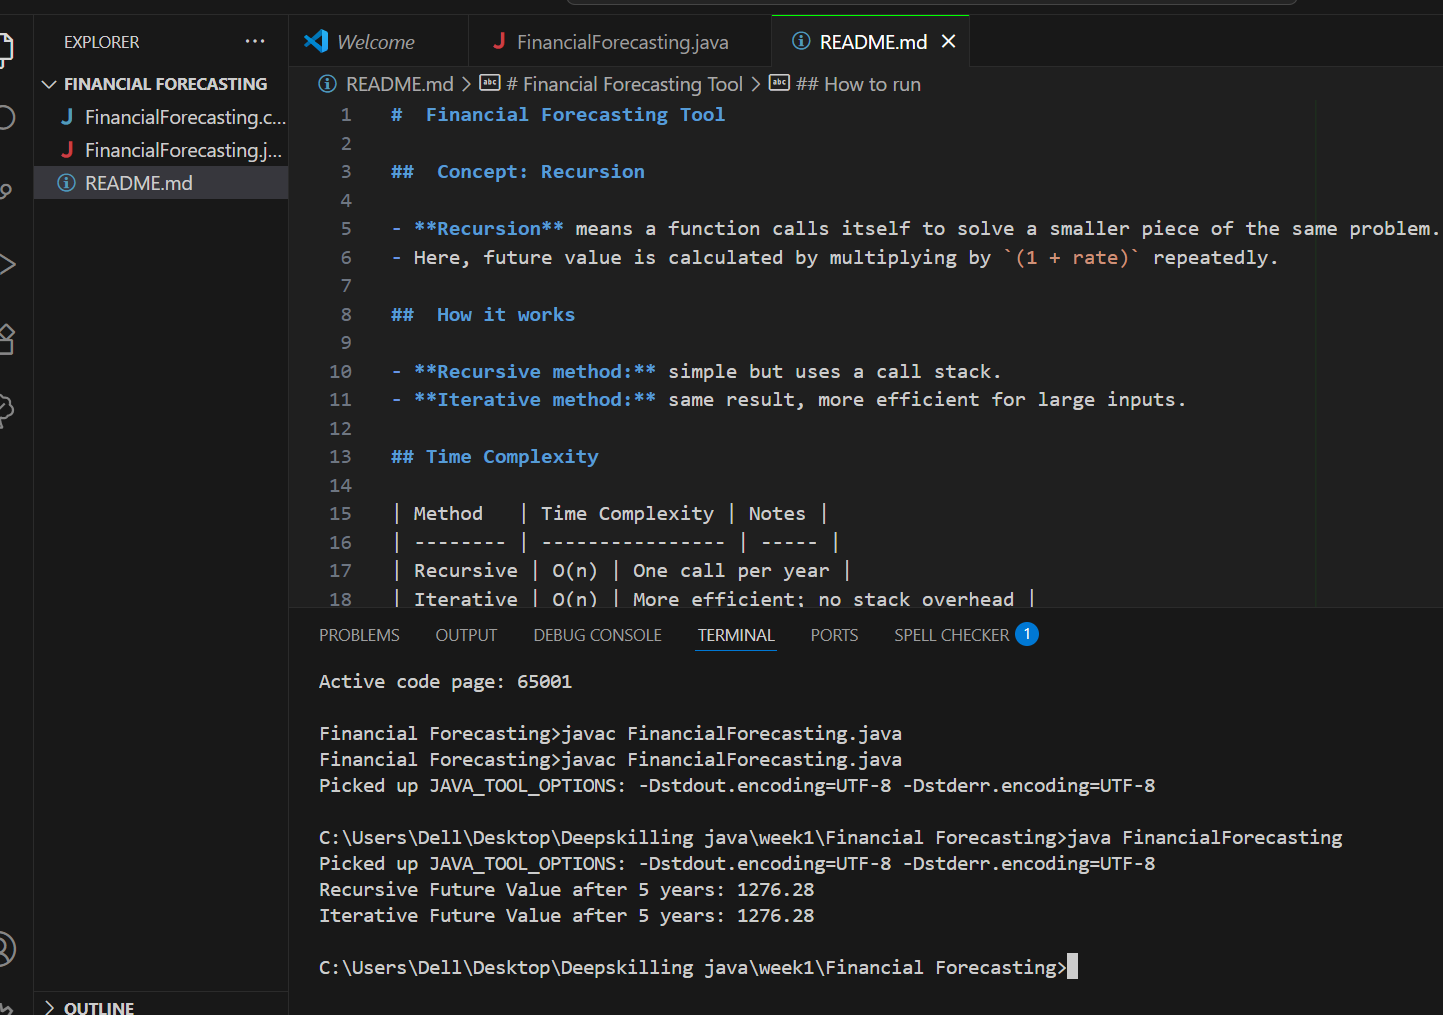 EXPLORER ···
Welcome
FinancialForecasting.java
README.md
FINANCIAL FORECASTING
FinancialForecasting.c...
FinancialForecasting.j...
README.md
README.md > # Financial Forecasting Tool > ## How to run
1 #  Financial Forecasting Tool
2
3 ##  Concept: Recursion
4
5 - **Recursion** means a function calls itself to solve a smaller piece of the same problem.
6 - Here, future value is calculated by multiplying by `(1 + rate)` repeatedly.
7
8 ##  How it works
9
10 - **Recursive method:** simple but uses a call stack.
11 - **Iterative method:** same result, more efficient for large inputs.
12
13 ## Time Complexity
14
15 | Method   | Time Complexity | Notes |
16 | -------- | ---------------- | ----- |
17 | Recursive | O(n) | One call per year |
18 | Iterative | O(n) | More efficient; no stack overhead |
PROBLEMS OUTPUT DEBUG CONSOLE TERMINAL PORTS SPELL CHECKER 1
Active code page: 65001
Financial Forecasting>javac FinancialForecasting.java
Financial Forecasting>javac FinancialForecasting.java
Picked up JAVA_TOOL_OPTIONS: -Dstdout.encoding=UTF-8 -Dstderr.encoding=UTF-8
C:\Users\Dell\Desktop\Deepskilling java\week1\Financial Forecasting>java FinancialForecasting
Picked up JAVA_TOOL_OPTIONS: -Dstdout.encoding=UTF-8 -Dstderr.encoding=UTF-8
Recursive Future Value after 5 years: 1276.28
Iterative Future Value after 5 years: 1276.28
C:\Users\Dell\Desktop\Deepskilling java\week1\Financial Forecasting>
OUTLINE